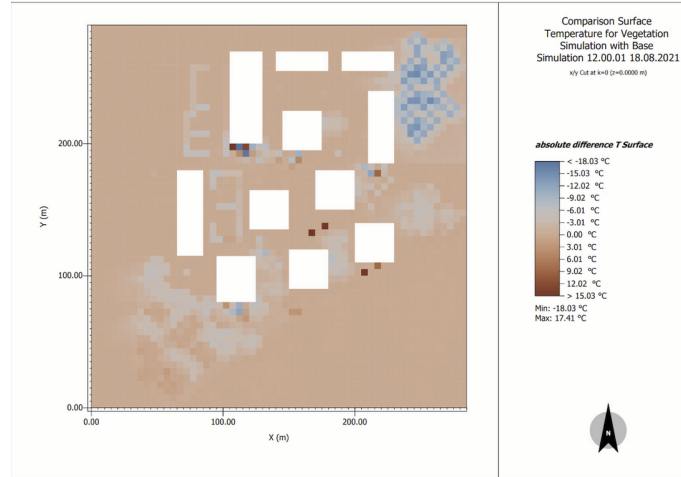 Comparison Surface
Temperature for Vegetation
Simulation with Base
Simulation 12.00.01 18.08.2021
x/y Cut at k=0 (z=0.0000 m)
absolute difference T Surface
< -18.03 °C
-15.03 °C
-12.02 °C
-9.02 °C
-6.01 °C
-3.01 °C
0.00 °C
3.01 °C
6.01 °C
9.02 °C
12.02 °C
> 15.03 °C
Min: -18.03 °C
Max: 17.41 °C
N
Y (m)
200.00
100.00
0.00
0.00
100.00
200.00
X (m)